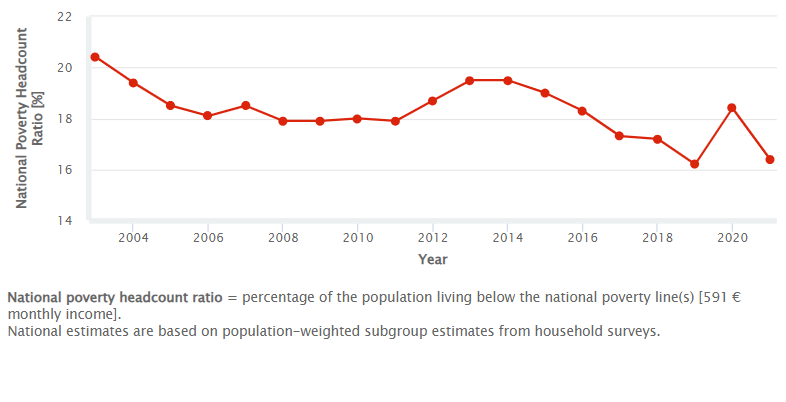 National Poverty Headcount
Ratio [%]
22
20
18
16
14
2004 2006 2008 2010 2012 2014 2016 2018 2020
Year
National poverty headcount ratio = percentage of the population living below the national poverty line(s) [591 €
monthly income].
National estimates are based on population-weighted subgroup estimates from household surveys.